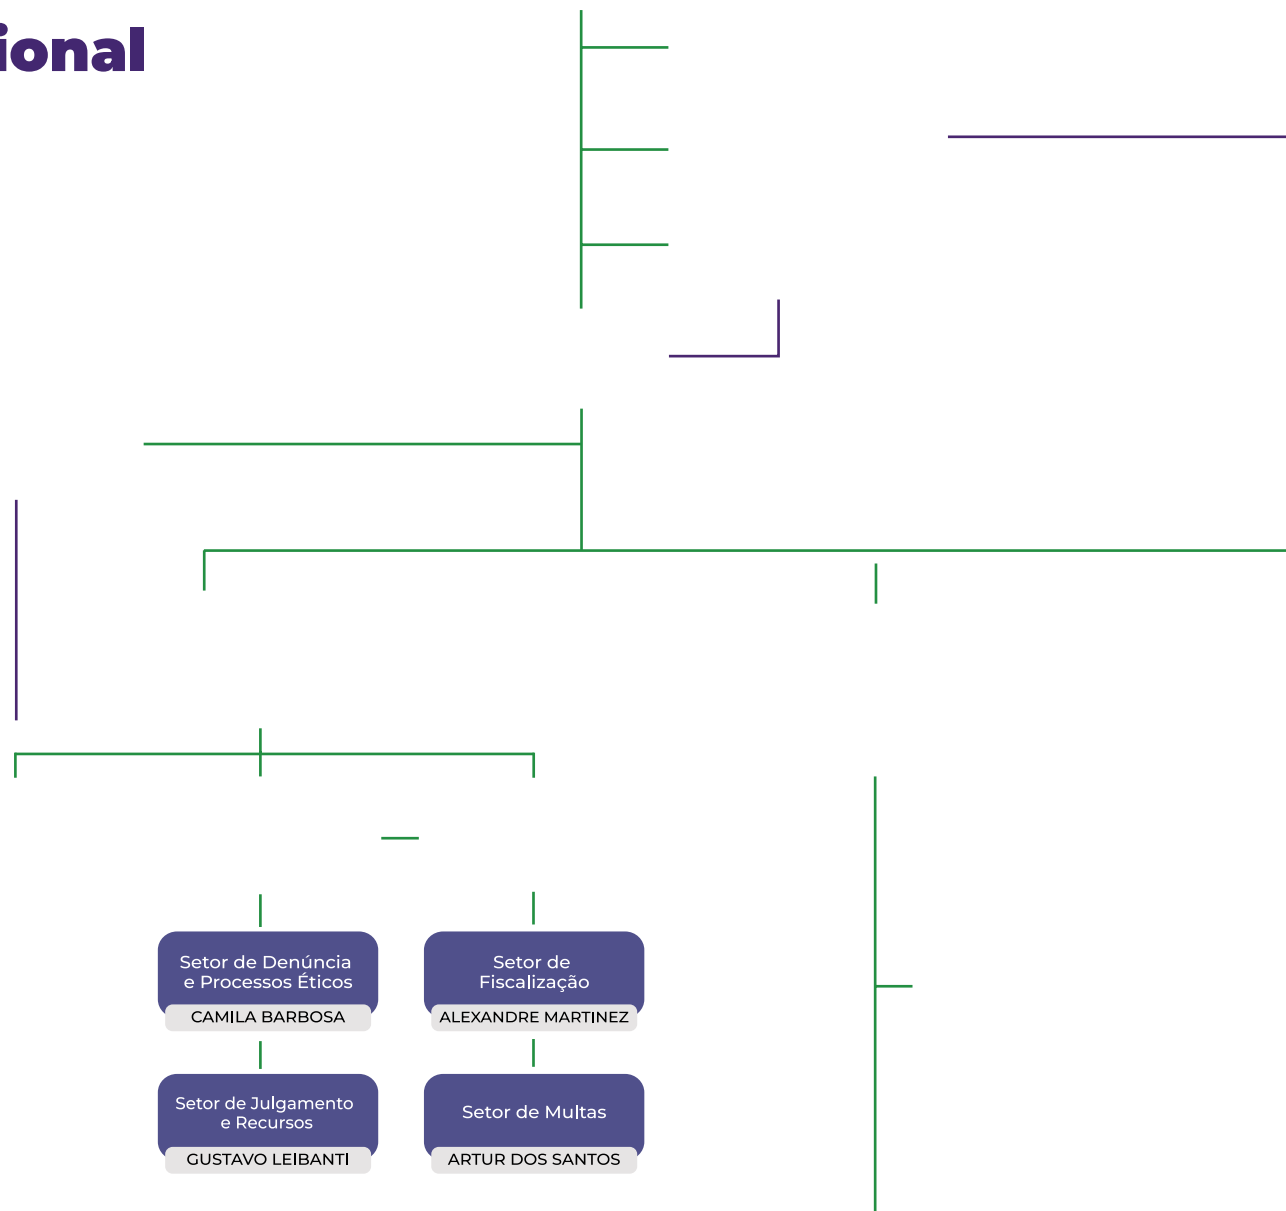 ional
Setor de Denúncia
e Processos Éticos
CAMILA BARBOSA
Setor de
Fiscalização
ALEXANDRE MARTINEZ
Setor de Julgamento
e Recursos
GUSTAVO LEIBANTI
Setor de Multas
ARTUR DOS SANTOS